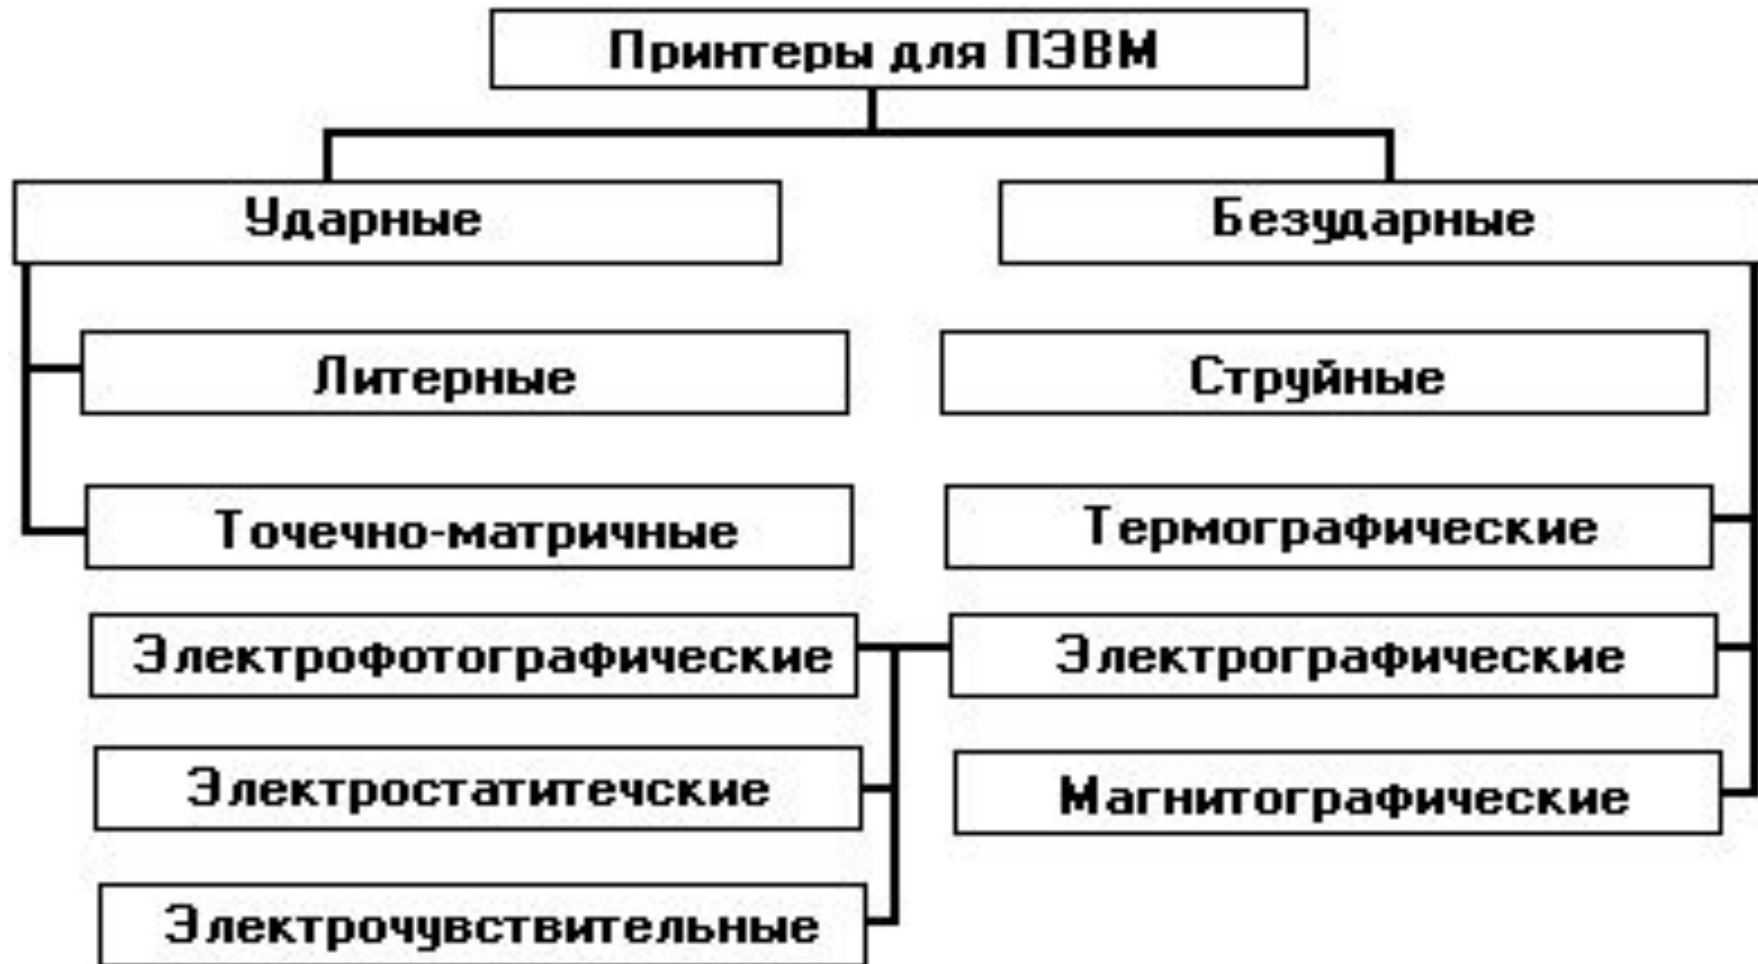 Принтеры для ПЭВМ
Ударные
Безударные
Литерные
Струйные
Точечно-матричные
Термографические
Электрофотографические
Электрографические
Электростатитечские
Магнитографические
Электрочувствительные